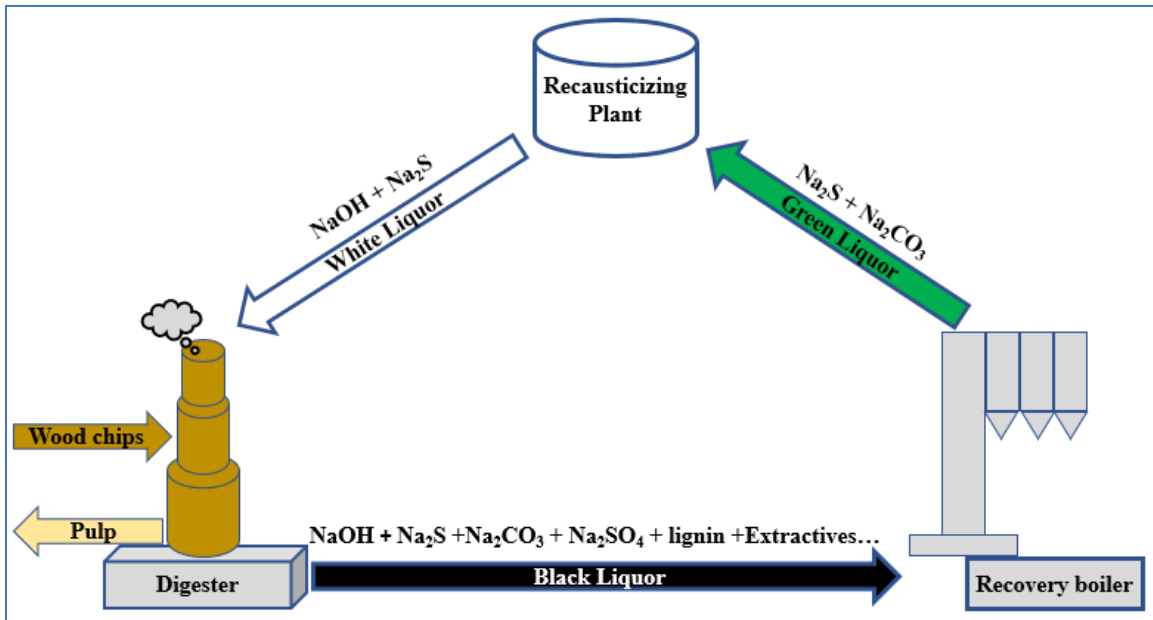 Recausticizing
Plant
NaOH + Na₂S
White Liquor
Na₂S + Na₂CO₃
Green Liquor
Wood chips
Pulp
Digester
NaOH + Na₂S +Na₂CO₃ + Na₂SO₄ + lignin +Extractives…
Black Liquor
Recovery boiler